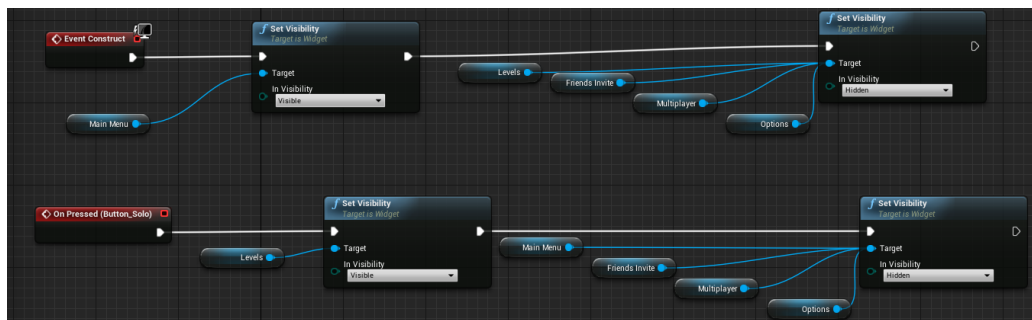 Event Construct
f Set Visibility
Target is Widget
Target
In Visibility
Visible
Main Menu
Levels
Friends Invite
Multiplayer
Options
f Set Visibility
Target is Widget
Target
In Visibility
Hidden
On Pressed (Button_Solo)
Levels
f Set Visibility
Target is Widget
Target
In Visibility
Visible
Main Menu
Friends Invite
Multiplayer
Options
f Set Visibility
Target is Widget
Target
In Visibility
Hidden